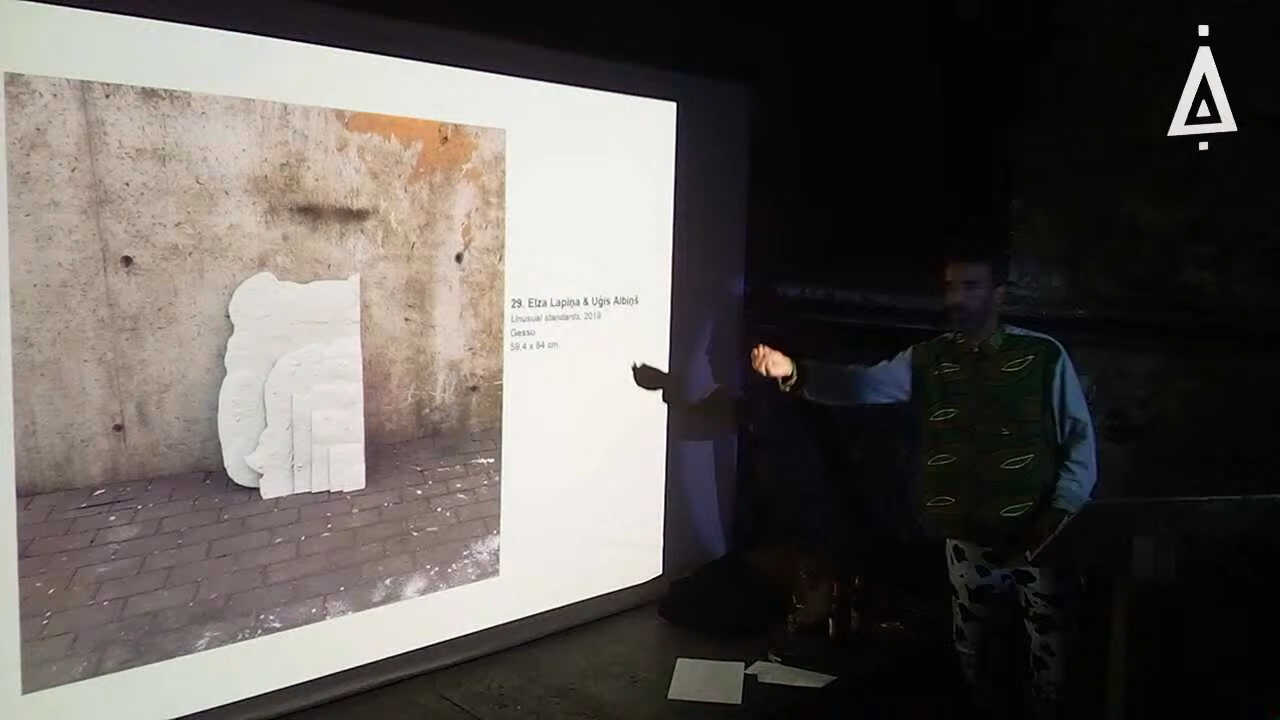 29. Elza Lapiņa & Uģis Albiņš
Unusual standards, 2019
Gesso
59,4 x 84 cm